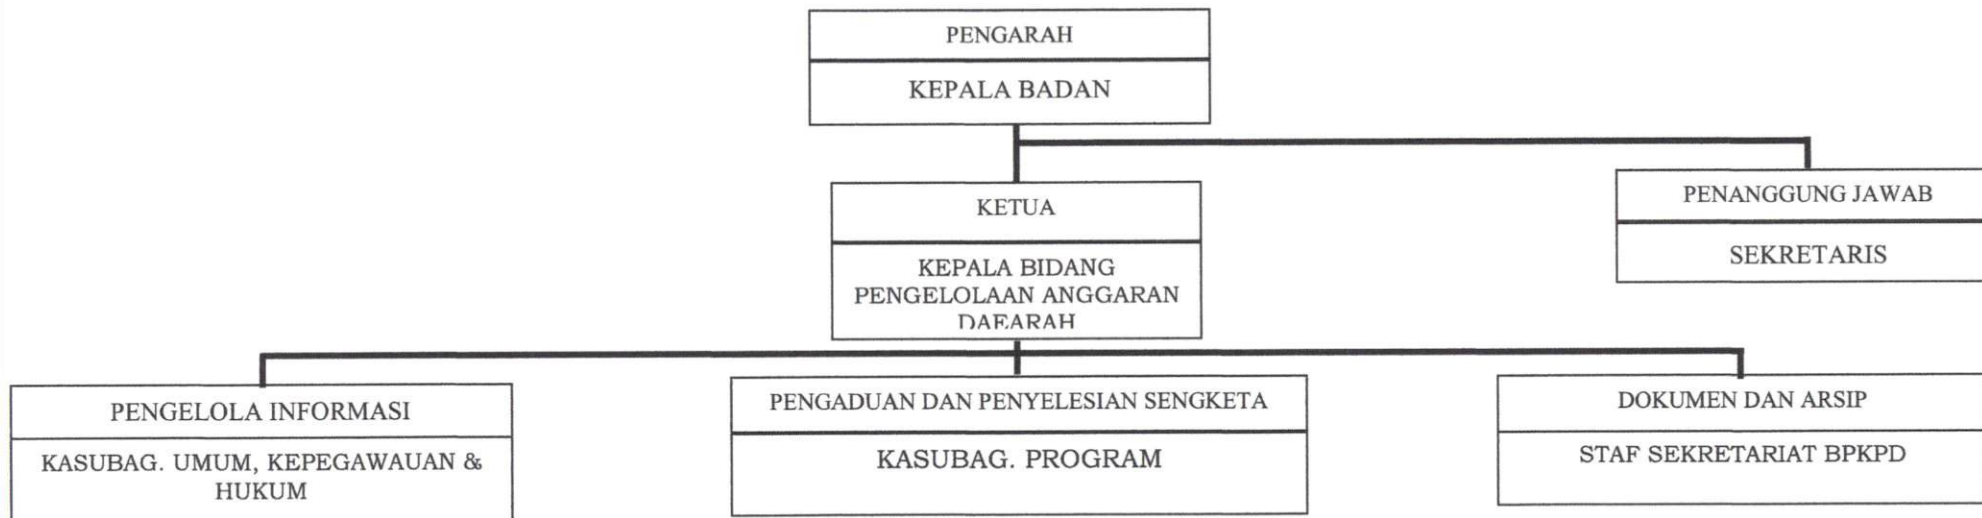 PENGARAH
KEPALA BADAN
KETUA
KEPALA BIDANG
PENGELOLAAN ANGGARAN
DAEARAH
PENANGGUNG JAWAB
SEKRETARIS
PENGELOLA INFORMASI
KASUBAG. UMUM, KEPEGAWAUAN &
HUKUM
PENGADUAN DAN PENYELESIAN SENGKETA
KASUBAG. PROGRAM
DOKUMEN DAN ARSIP
STAF SEKRETARIAT BPKPD